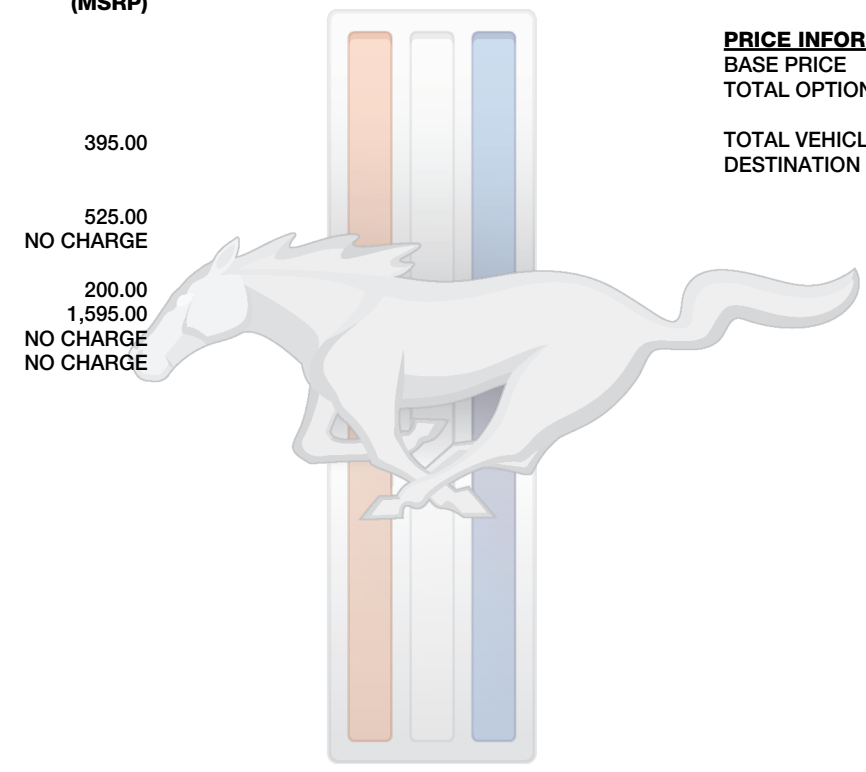 (MSRP)
395.00
525.00
NO CHARGE
200.00
1,595.00
NO CHARGE
NO CHARGE
PRICE INFOR
BASE PRICE
TOTAL OPTION
TOTAL VEHICL
DESTINATION